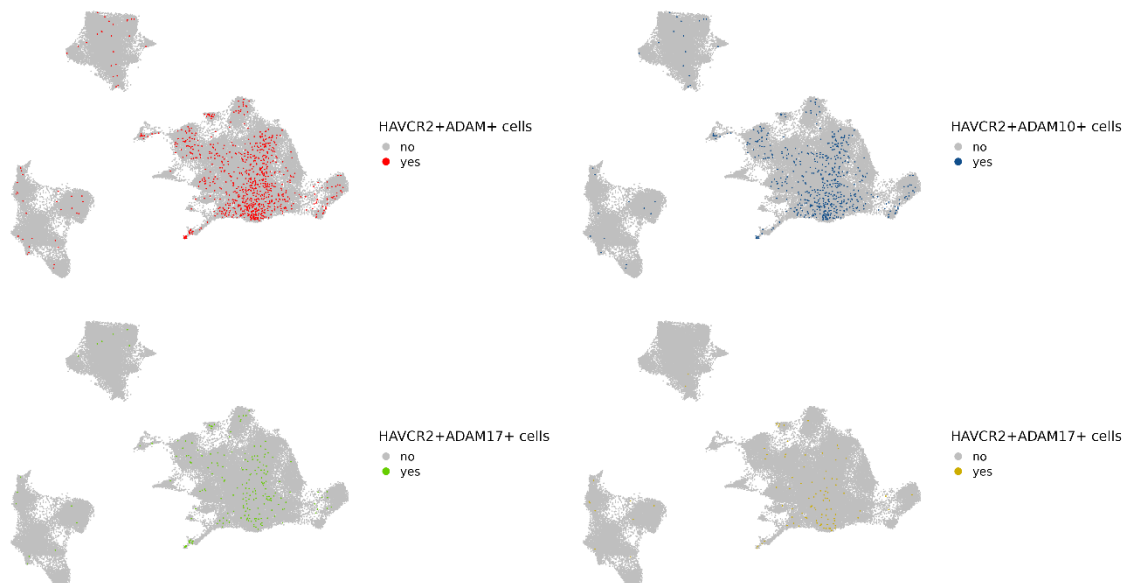 HAVCR2+ADAM+ cells
no
yes
HAVCR2+ADAM10+ cells
no
yes
HAVCR2+ADAM17+ cells
no
yes
HAVCR2+ADAM17+ cells
no
yes